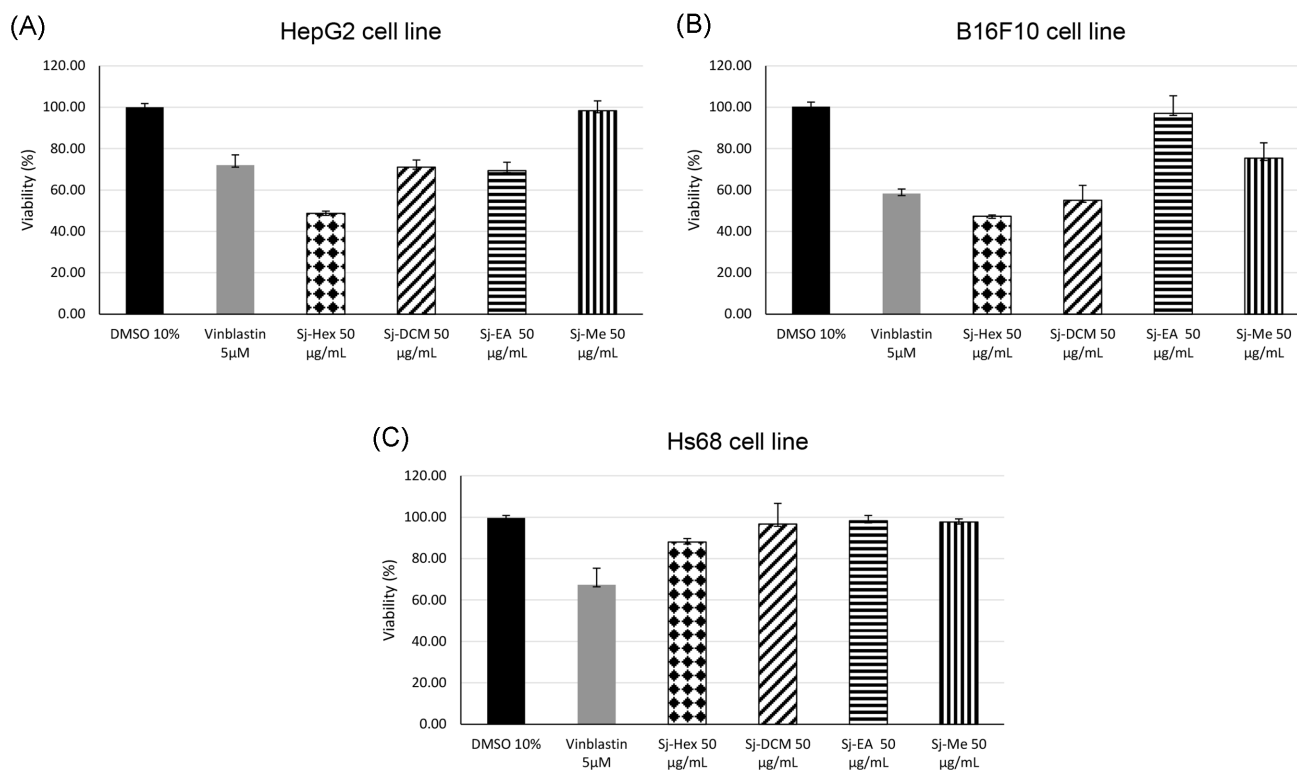 (A)
HepG2 cell line
Viability (%)
120.00
100.00
80.00
60.00
40.00
20.00
0.00
DMSO 10% Vinblastin Sj-Hex 50 Sj-DCM 50 Sj-EA 50 Sj-Me 50
5µM µg/mL µg/mL µg/mL µg/mL
(B)
B16F10 cell line
Viability (%)
120.00
100.00
80.00
60.00
40.00
20.00
0.00
DMSO 10% Vinblastin Sj-Hex 50 Sj-DCM 50 Sj-EA 50 Sj-Me 50
5µM µg/mL µg/mL µg/mL µg/mL
(C)
Hs68 cell line
Viability (%)
120.00
100.00
80.00
60.00
40.00
20.00
0.00
DMSO 10% Vinblastin Sj-Hex 50 Sj-DCM 50 Sj-EA 50 Sj-Me 50
5µM µg/mL µg/mL µg/mL µg/mL